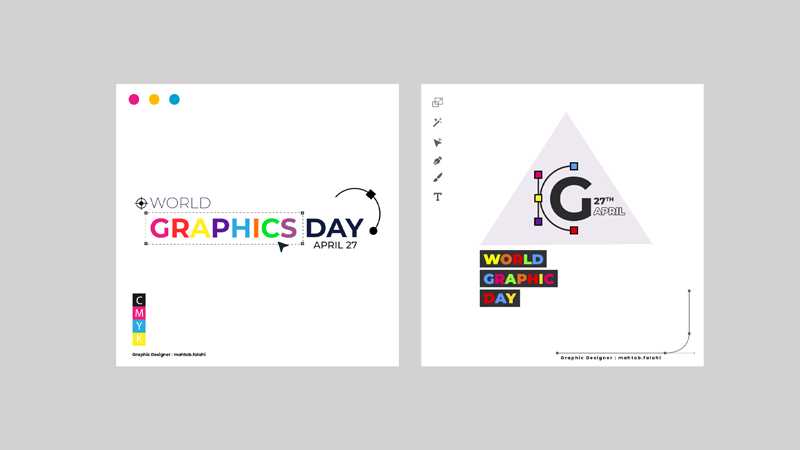 WORLD
GRAPHICS DAY
APRIL 27
C
M
Y
K
Graphic Designer : mahtab.falahi
T
G 27TH
APRIL
WORLD
GRAPHIC
DAY
Graphic Designer : mahtab.falahi